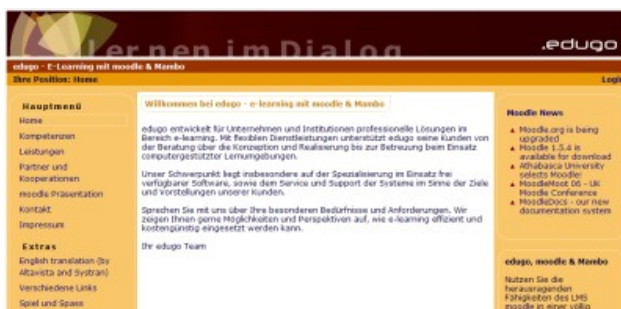 Lernen im Dialog
.edugo
edugo - E-Learning mit moodle & Mambo
Ihre Position: Home
Login
Hauptmenü
Home
Kompetenzen
Leistungen
Partner und
Kooperationen
moodle Präsentation
Kontakt
Impressum
Extras
English translation (by
Altavista and Systran)
Verschiedene Links
Spiel und Spass
Willkommen bei edugo - e-learning mit moodle & Mambo
edugo entwickelt für Unternehmen und Institutionen professionelle Lösungen im
Bereich e-learning. Mit flexiblen Dienstleistungen unterstützt edugo seine Kunden von
der Beratung über die Konzeption und Realisierung bis zur Betreuung beim Einsatz
computergestützter Lernumgebungen.
Unser Schwerpunkt liegt insbesondere auf der Spezialisierung im Einsatz frei
verfügbarer Software, sowie dem Service und Support der Systeme im Sinne der Ziele
und Vorstellungen unserer Kunden.
Sprechen Sie mit uns über Ihre besonderen Bedürfnisse und Anforderungen. Wir
zeigen Ihnen gerne Möglichkeiten und Perspektiven auf, wie e-learning effizient und
kostengünstig eingesetzt werden kann.
Ihr edugo Team
Moodle News
Moodle.org is being
upgraded
Moodle 1.5.4 is
available for download
Athabasca University
selects Moodle!
MoodleMoot 06 - UK
Moodle Conference
MoodleDocs - our new
documentation system
edugo, moodle & Mambo
Nutzen Sie die
herausragenden
Fähigkeiten des LMS
moodle in einer völlig